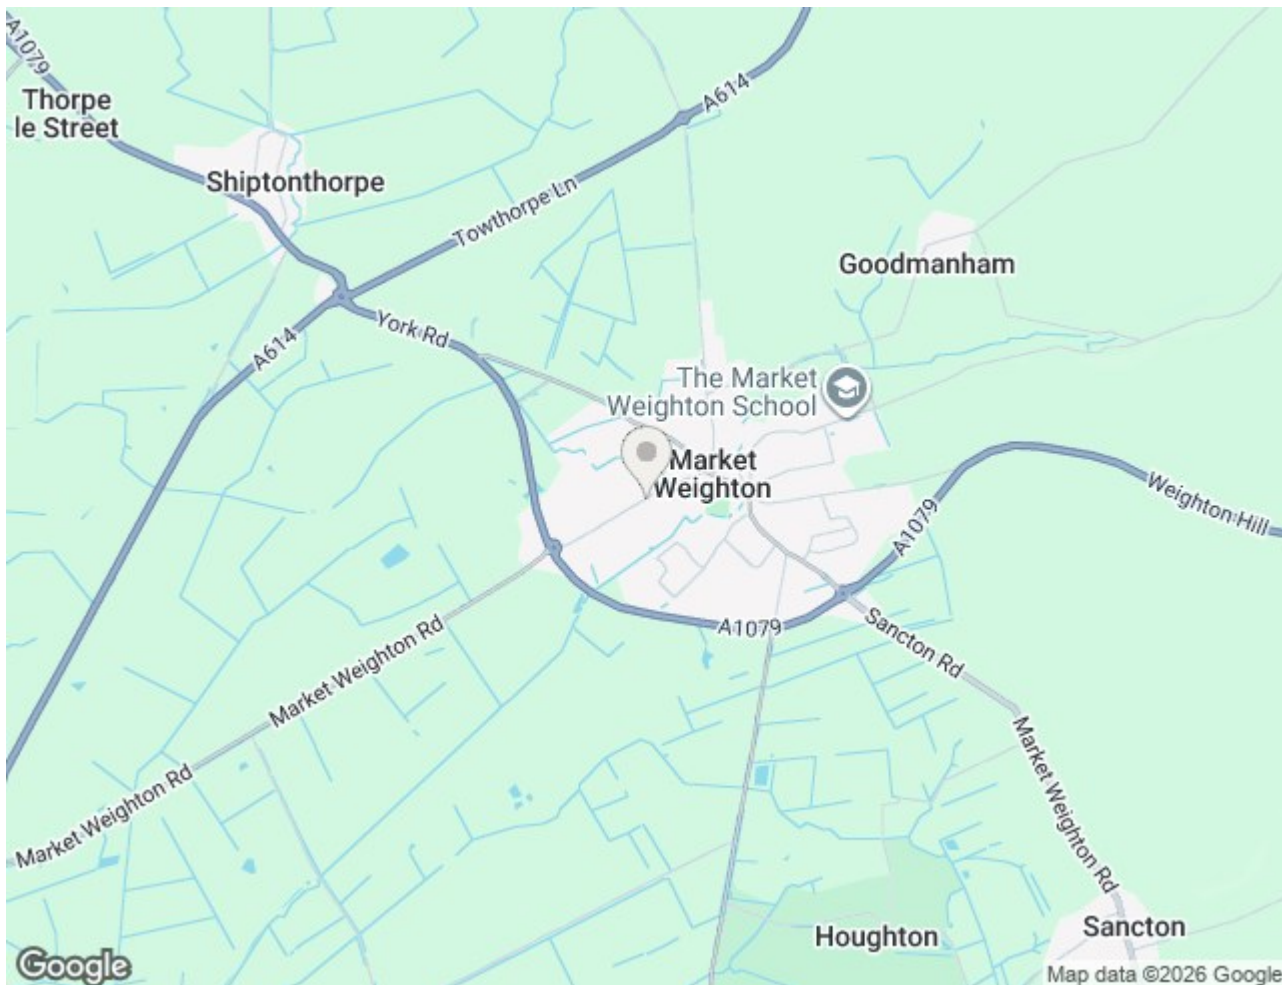 A1079
Thorpe
le Street
Shiptonthorpe
A614
Towthorpe Ln
Goodmanham
A614
York Rd
The Market
Weighton School
Market
Weighton
Weighton Hill
A1079
A1079
Sancton Rd
Market Weighton Rd
Market Weighton Rd
Market Weighton Rd
Houghton
Sancton
Google
Map data ©2026 Google